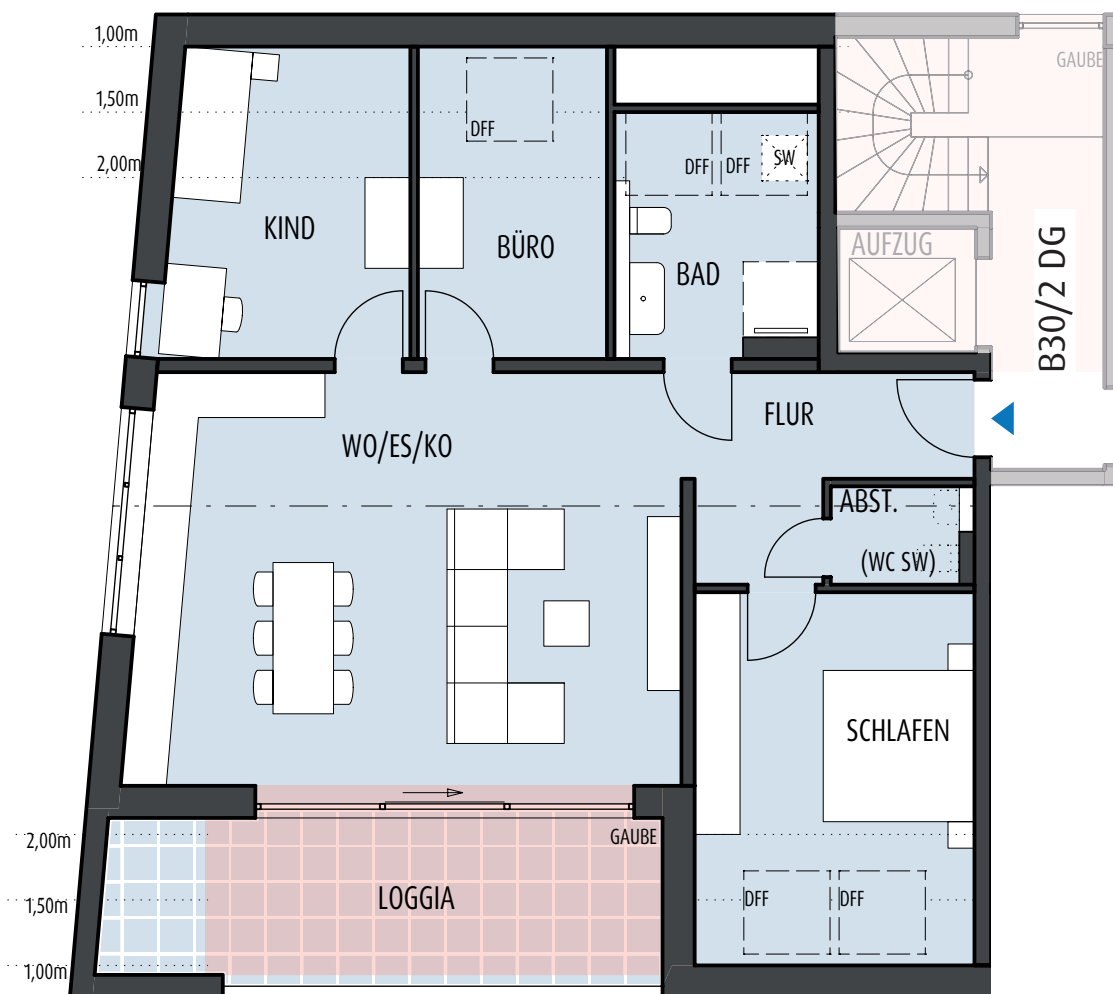 1,00m
GAUBE
1,50m
DFF
2,00m
DFF
DFF
SW
KIND
BÜRO
BAD
AUFZUG
B30/2 DG
FLUR
WO/ES/KO
ABST.
(WC SW)
SCHLAFEN
2,00m
GAUBE
LOGGIA
DFF
DFF
1,50m
1,00m